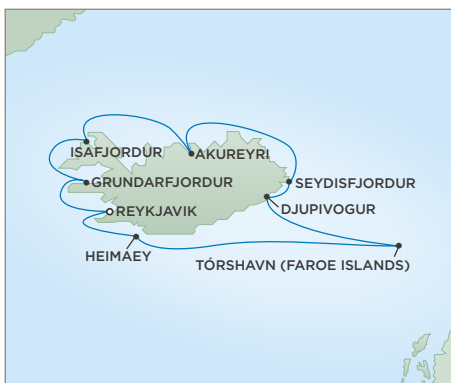 ISAFJORDUR
AKUREYRI
GRUNDARFJORDUR
SEYDISFJORDUR
REYKJAVIK
DJUPIVOGUR
HEIMAEY
TÓRSHAVN (FAROE ISLANDS)